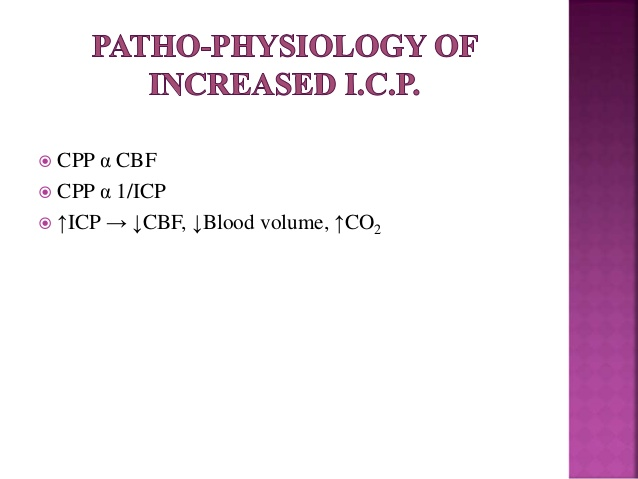 PATHO-PHYSIOLOGY OF
INCREASED I.C.P.
CPP α CBF
CPP α 1/ICP
↑ICP → ↓CBF, ↓Blood volume, ↑CO₂